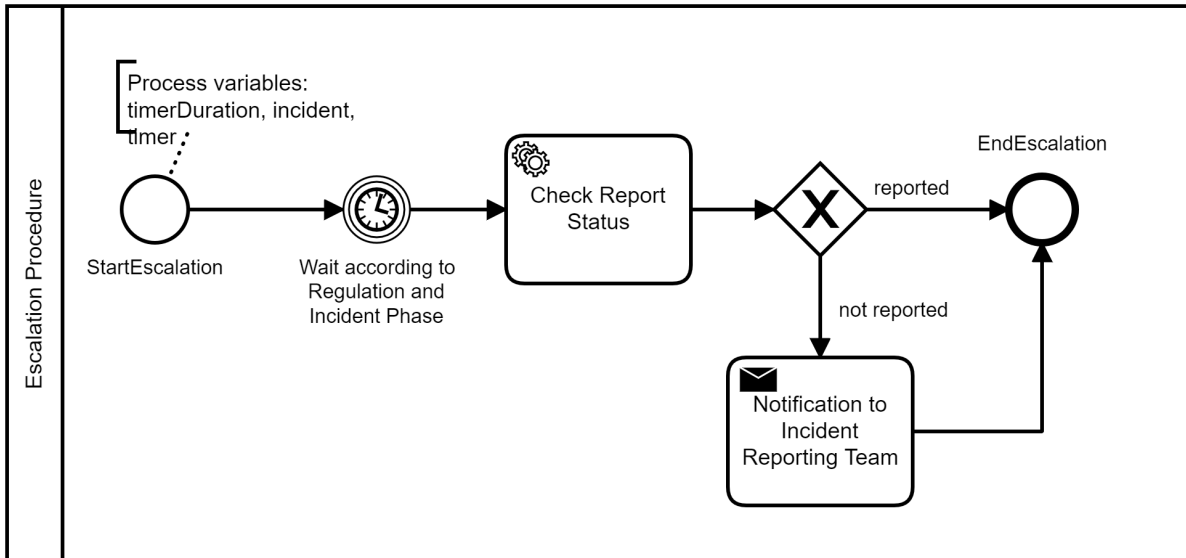 Escalation Procedure
Process variables:
timerDuration, incident,
timer
StartEscalation
Wait according to
Regulation and
Incident Phase
Check Report
Status
reported
not reported
Notification to
Incident
Reporting Team
EndEscalation